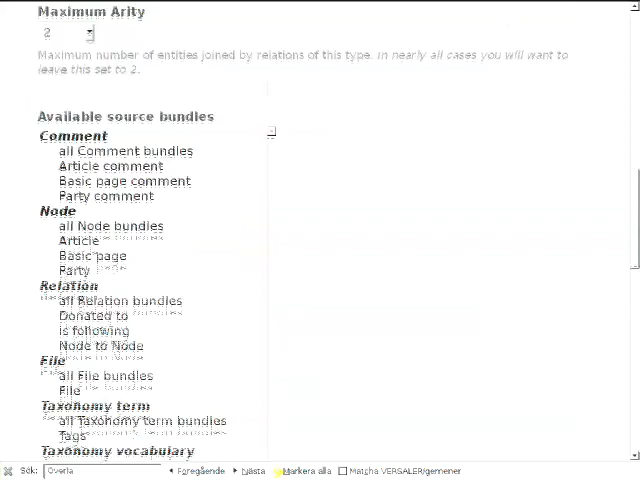 Maximum Arity
2
Maximum number of entities joined by relations of this type. In nearly all cases you will want to
leave this set to 2.
Available source bundles
Comment
all Comment bundles
Article comment
Basic page comment
Party comment
Node
all Node bundles
Article
Basic page
Party
Relation
all Relation bundles
Donated to
is following
Node to Node
File
all File bundles
File
Taxonomy term
all Taxonomy term bundles
Tags
Taxonomy vocabulary
Sök: Överla Föregående Nästa Markera alla Matcha VERSALER/gemener